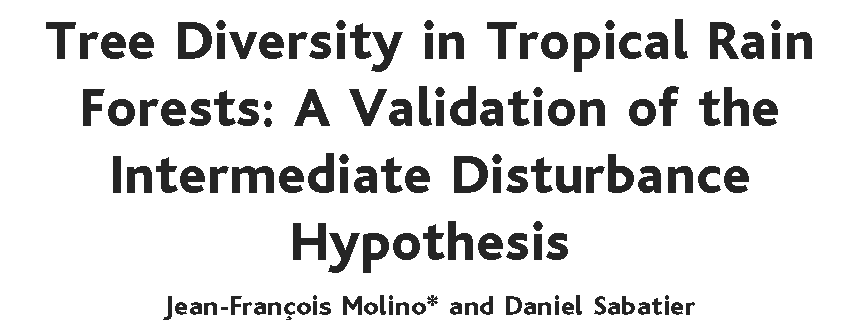 Tree Diversity in Tropical Rain
Forests: A Validation of the
Intermediate Disturbance
Hypothesis
Jean-François Molino* and Daniel Sabatier